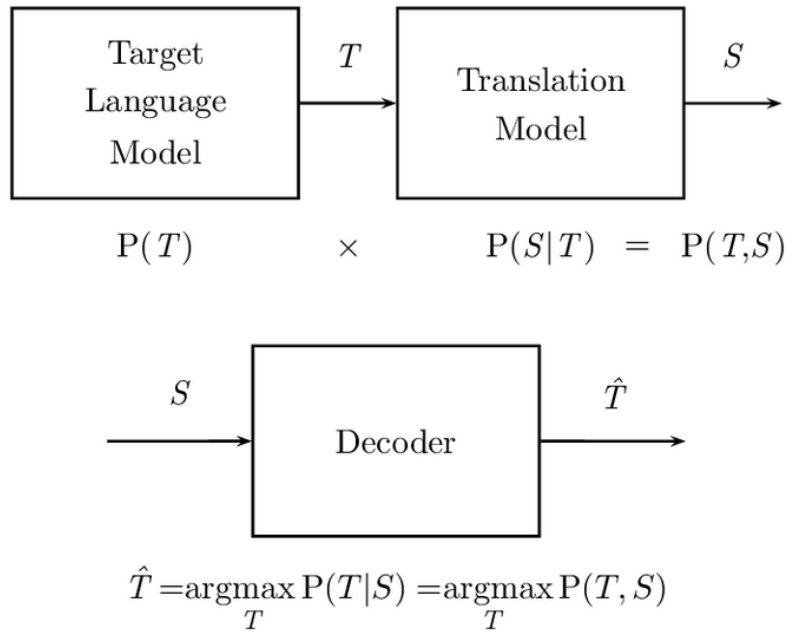 Target
Language
Model
T
Translation
Model
S
P(T) × P(S|T) = P(T,S)
S
Decoder
T̂
T̂ =argmax P(T|S) =argmax P(T, S)
T T